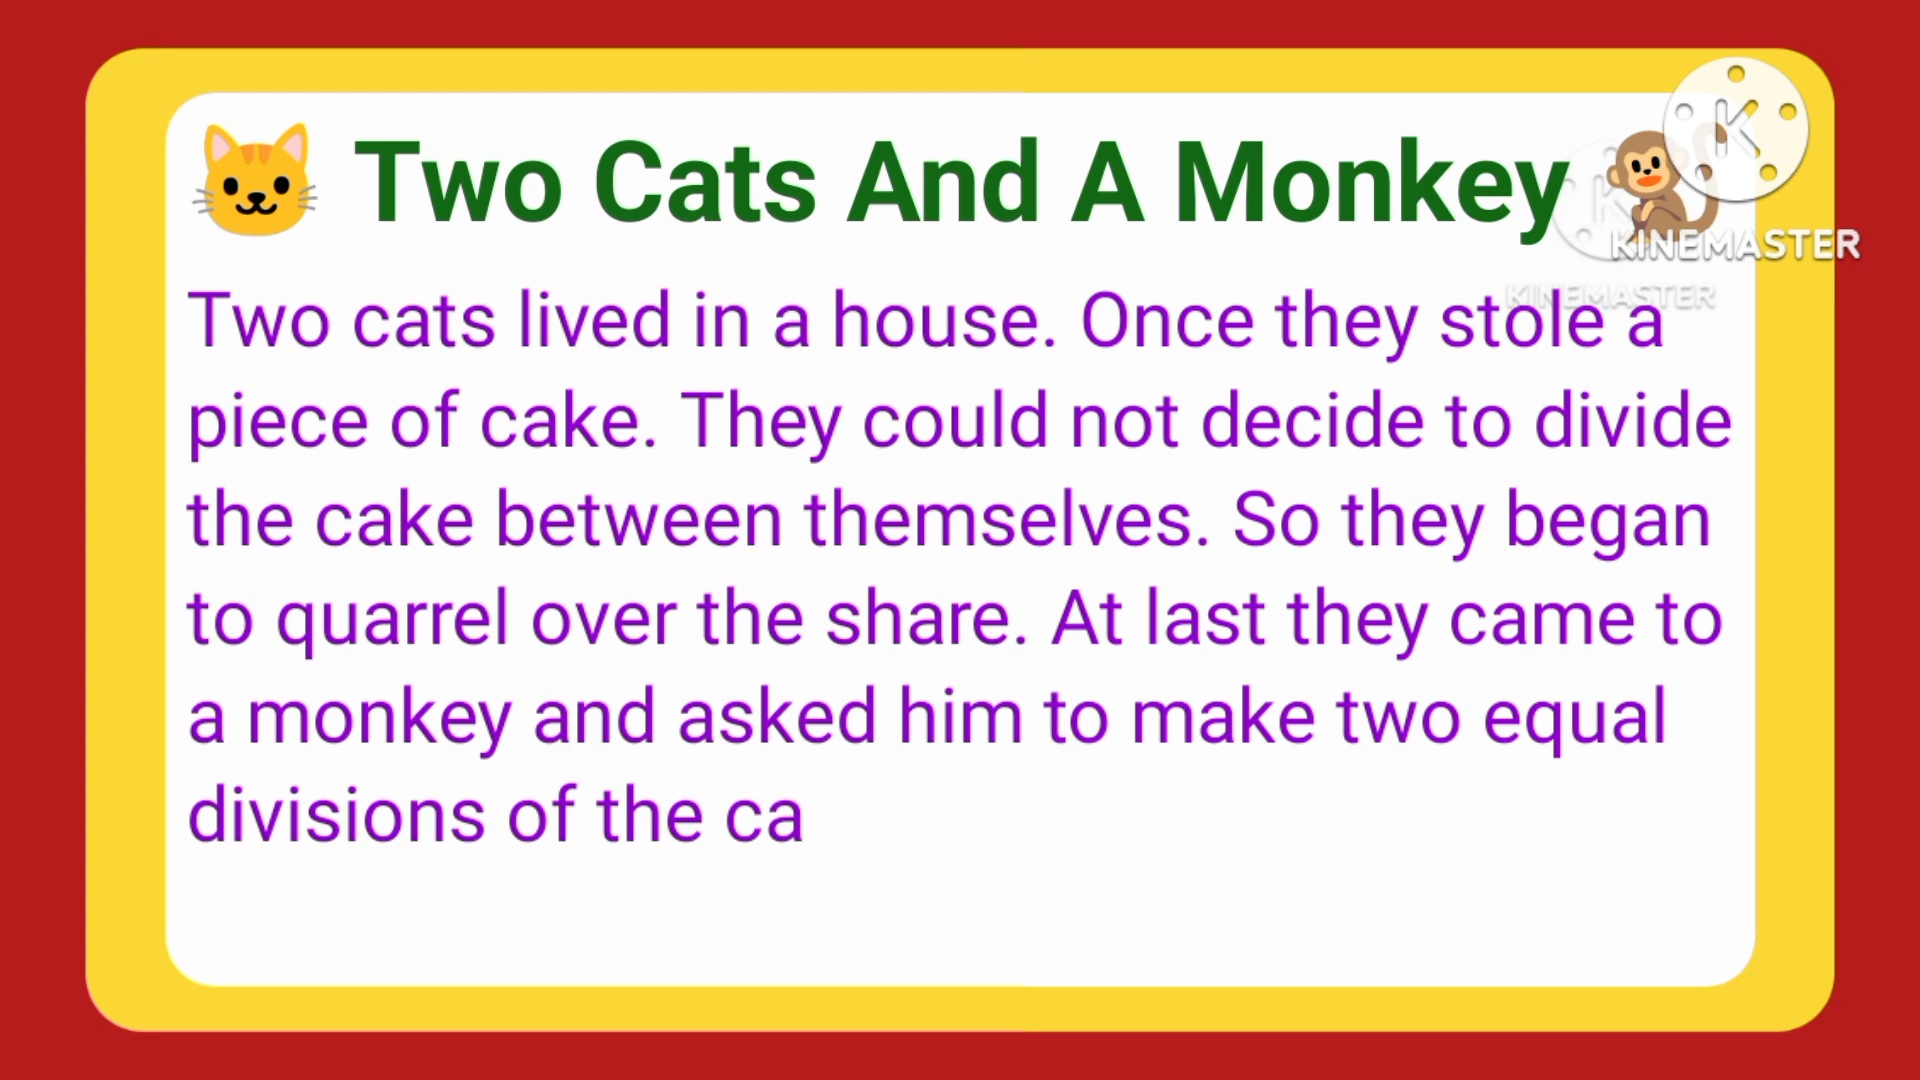 Two Cats And A Monkey
KINEMASTER
KINEMASTER
Two cats lived in a house. Once they stole a
piece of cake. They could not decide to divide
the cake between themselves. So they began
to quarrel over the share. At last they came to
a monkey and asked him to make two equal
divisions of the ca